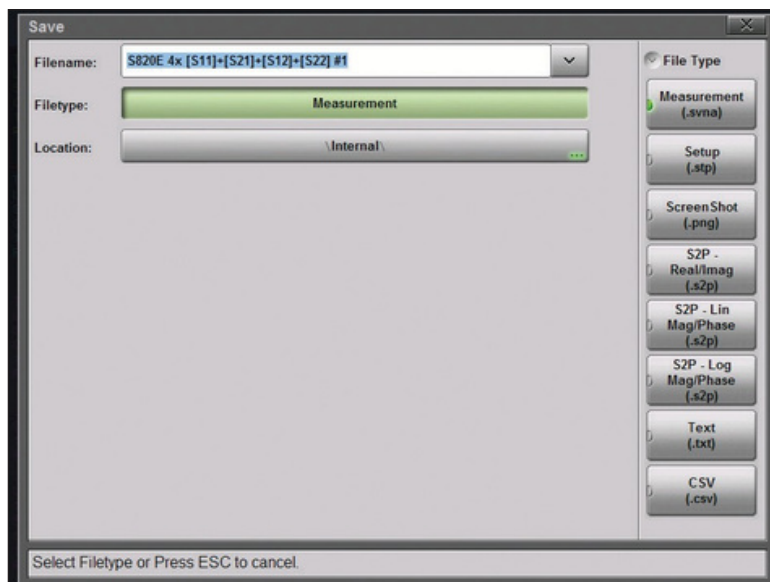 Save
Filename:
S820E 4x [S11]+[S21]+[S12]+[S22] #1
Filetype:
Measurement
Location:
\Internal\
...
File Type
Measurement
(.svna)
Setup
(.stp)
ScreenShot
(.png)
S2P -
Real/Imag
(.s2p)
S2P - Lin
Mag/Phase
(.s2p)
S2P - Log
Mag/Phase
(.s2p)
Text
(.txt)
CSV
(.csv)
Select Filetype or Press ESC to cancel.